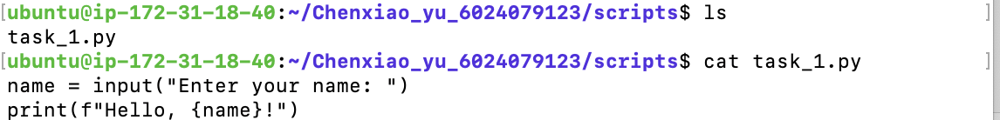 [ubuntu@ip-172-31-18-40:~/Chenxiao_yu_6024079123/scripts$ ls ]
task_1.py
[ubuntu@ip-172-31-18-40:~/Chenxiao_yu_6024079123/scripts$ cat task_1.py ]
name = input("Enter your name: ")
print(f"Hello, {name}!")